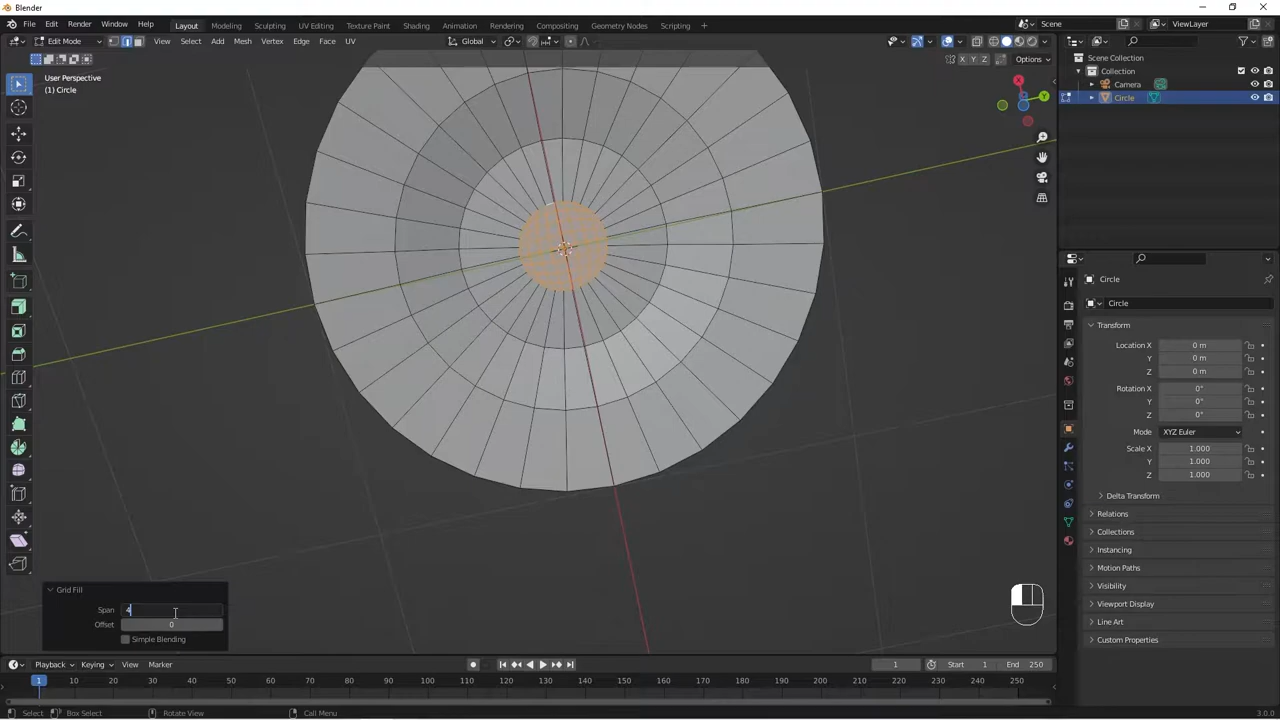 Blender
File Edit Render Window Help
Layout Modeling Sculpting UV Editing Texture Paint Shading Animation Rendering Compositing Geometry Nodes Scripting +
Scene
ViewLayer
Edit Mode
View Select Add Mesh Vertex Edge Face UV
Global
X Y Z
Options
User Perspective
(1) Circle
X
Y
Scene Collection
Collection
Camera
Circle
Circle
Circle
Transform
Location X 0 m
Y 0 m
Z 0 m
Rotation X 0°
Y 0°
Z 0°
Mode XYZ Euler
Scale X 1.000
Y 1.000
Z 1.000
Delta Transform
Relations
Collections
Instancing
Motion Paths
Visibility
Viewport Display
Line Art
Custom Properties
Grid Fill
Span 4
Offset 0
Simple Blending
Playback Keying View Marker
1
Start 1
End 250
1 10 20 30 40 50 60 70 80 90 100 110 120 130 140 150 160 170 180 190 200 210 220 230 240 250
Select
Box Select
Rotate View
Call Menu
3.0.0